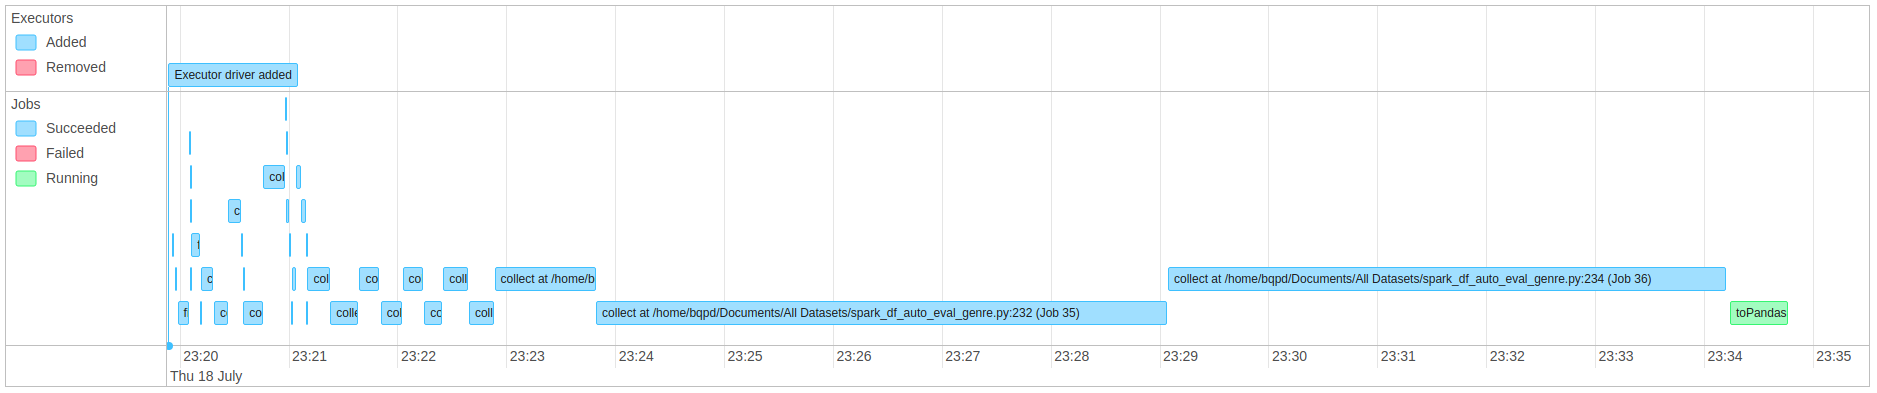 Executors
Added
Removed
Executor driver added
Jobs
Succeeded
Failed
Running
col
c
f
c
col
co
co
coll
collect at /home/b
collect at /home/bqpd/Documents/All Datasets/spark_df_auto_eval_genre.py:234 (Job 36)
f
co
colle
col
co
coll
collect at /home/bqpd/Documents/All Datasets/spark_df_auto_eval_genre.py:232 (Job 35)
toPandas
23:20 23:21 23:22 23:23 23:24 23:25 23:26 23:27 23:28 23:29 23:30 23:31 23:32 23:33 23:34 23:35
Thu 18 July